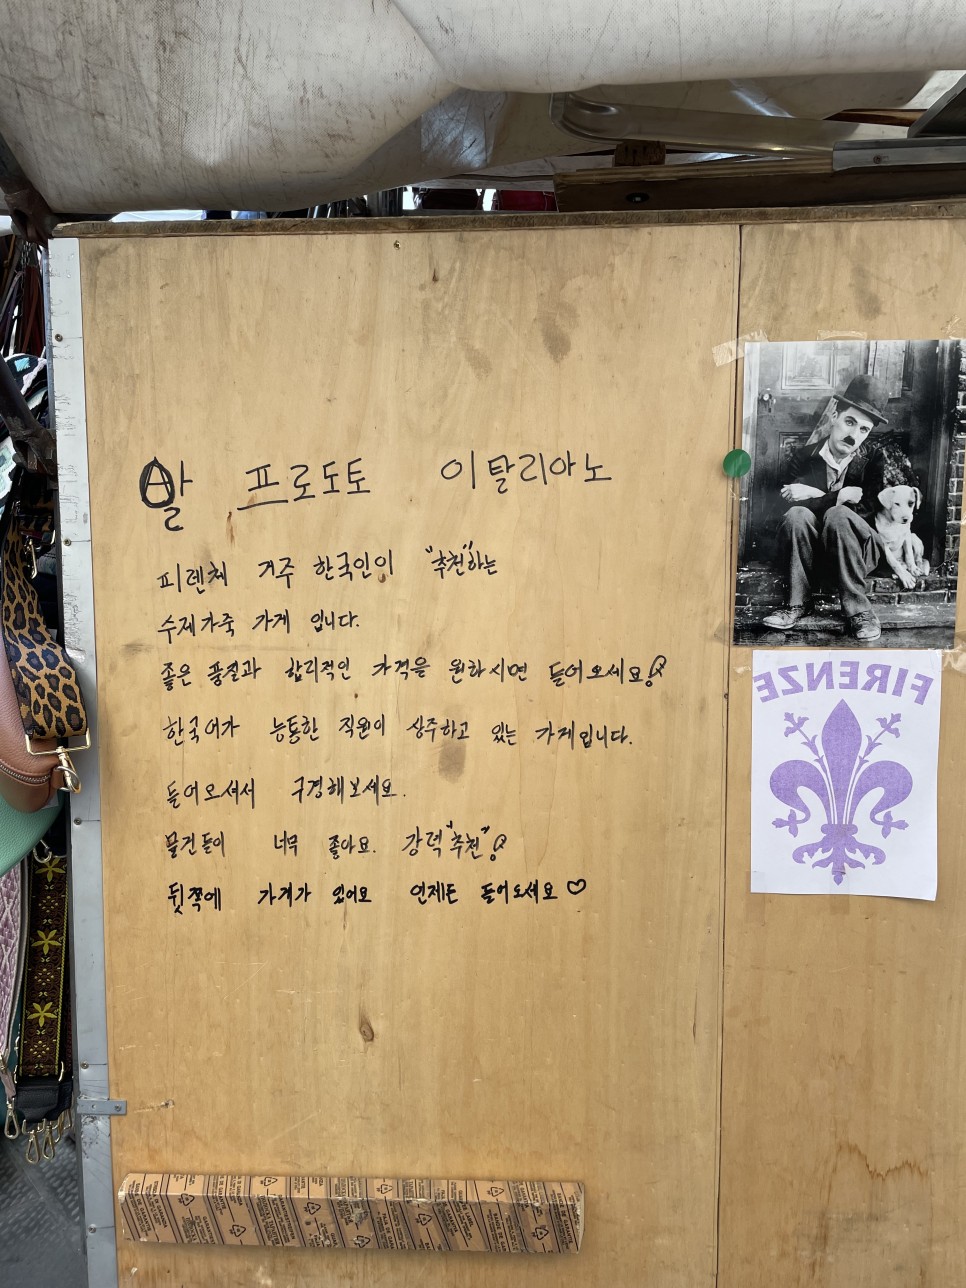 알 프로도토 이탈리아노
피렌체 거주 한국인이 "추천"하는
수제가죽 가게 입니다.
좋은 품질과 합리적인 가격을 원하시면 들어오세요!
한국어가 능통한 직원이 상주하고 있는 가게입니다.
들어오셔서 구경해보세요.
물건들이 너무 좋아요. 강력"추천"!
뒷쪽에 가게가 있어요 언제든 들어오세요♡
FIRENZE